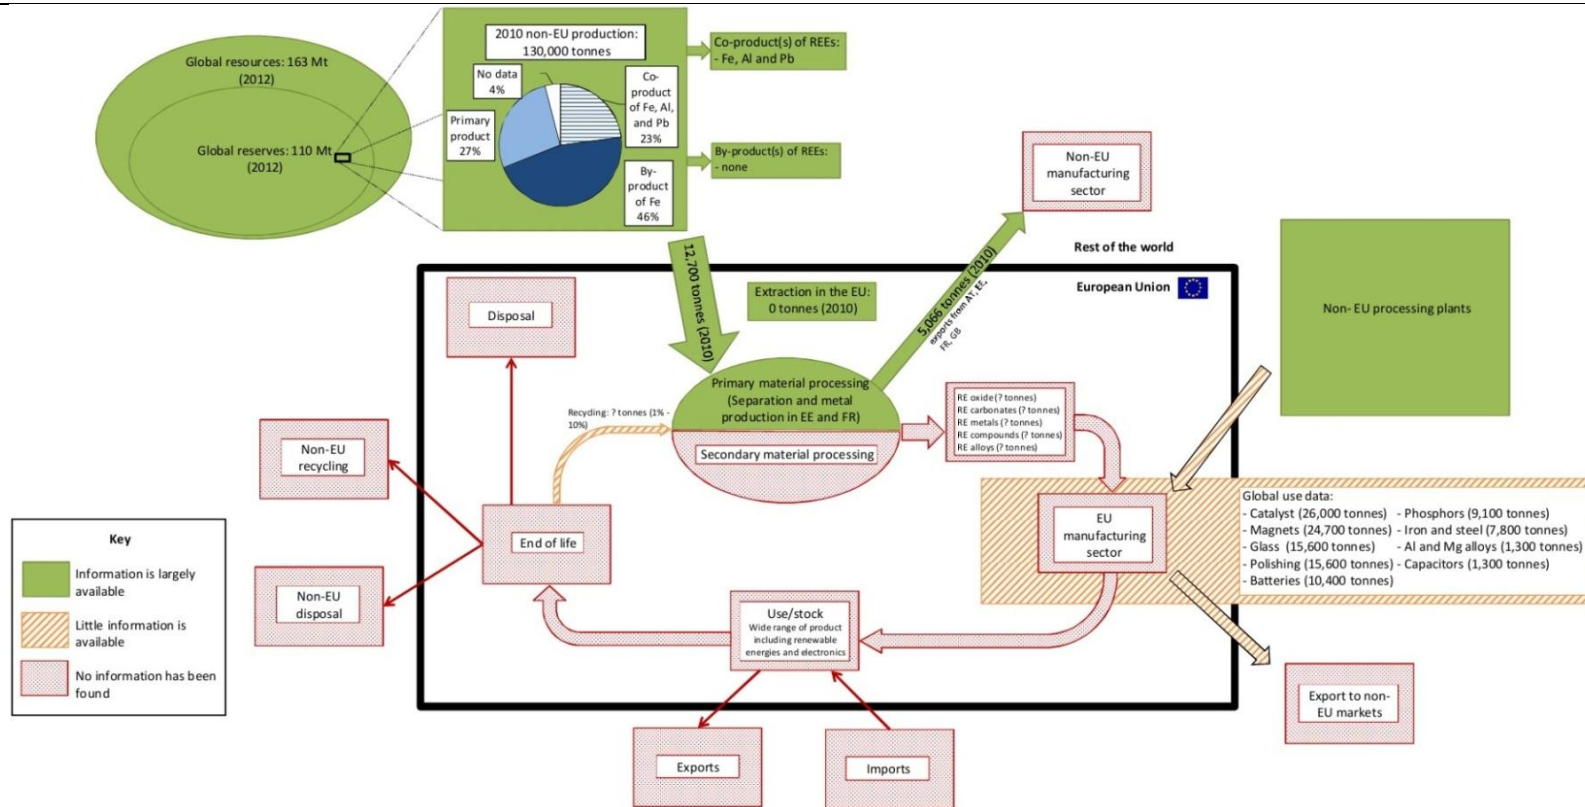 Global resources: 163 Mt
(2012)
Global reserves: 110 Mt
(2012)
2010 non-EU production:
130,000 tonnes
No data
4%
Primary
product
27%
Co-
product
of Fe, Al,
and Pb
23%
By-
product
of Fe
46%
Co-product(s) of REEs:
- Fe, Al and Pb
By-product(s) of REEs:
- none
Non-EU
manufacturing
sector
Rest of the world
European Union
Non- EU processing plants
12,700 tonnes (2010)
Extraction in the EU:
0 tonnes (2010)
5,066 tonnes (2010)
exports from AT, EE,
FR, GB
Disposal
Primary material processing
(Separation and metal
production in EE and FR)
Secondary material processing
Recycling: ? tonnes (1% -
10%)
RE oxide (? tonnes)
RE carbonates (? tonnes)
RE metals (? tonnes)
RE compounds (? tonnes)
RE alloys (? tonnes)
Non-EU
recycling
End of life
Non-EU
disposal
EU
manufacturing
sector
Global use data:
- Catalyst (26,000 tonnes) - Phosphors (9,100 tonnes)
- Magnets (24,700 tonnes) - Iron and steel (7,800 tonnes)
- Glass (15,600 tonnes) - Al and Mg alloys (1,300 tonnes)
- Polishing (15,600 tonnes) - Capacitors (1,300 tonnes)
- Batteries (10,400 tonnes)
Use/stock
Wide range of product
including renewable
energies and electronics
Exports
Imports
Export to non-
EU markets
Key
Information is largely
available
Little information is
available
No information has been
found